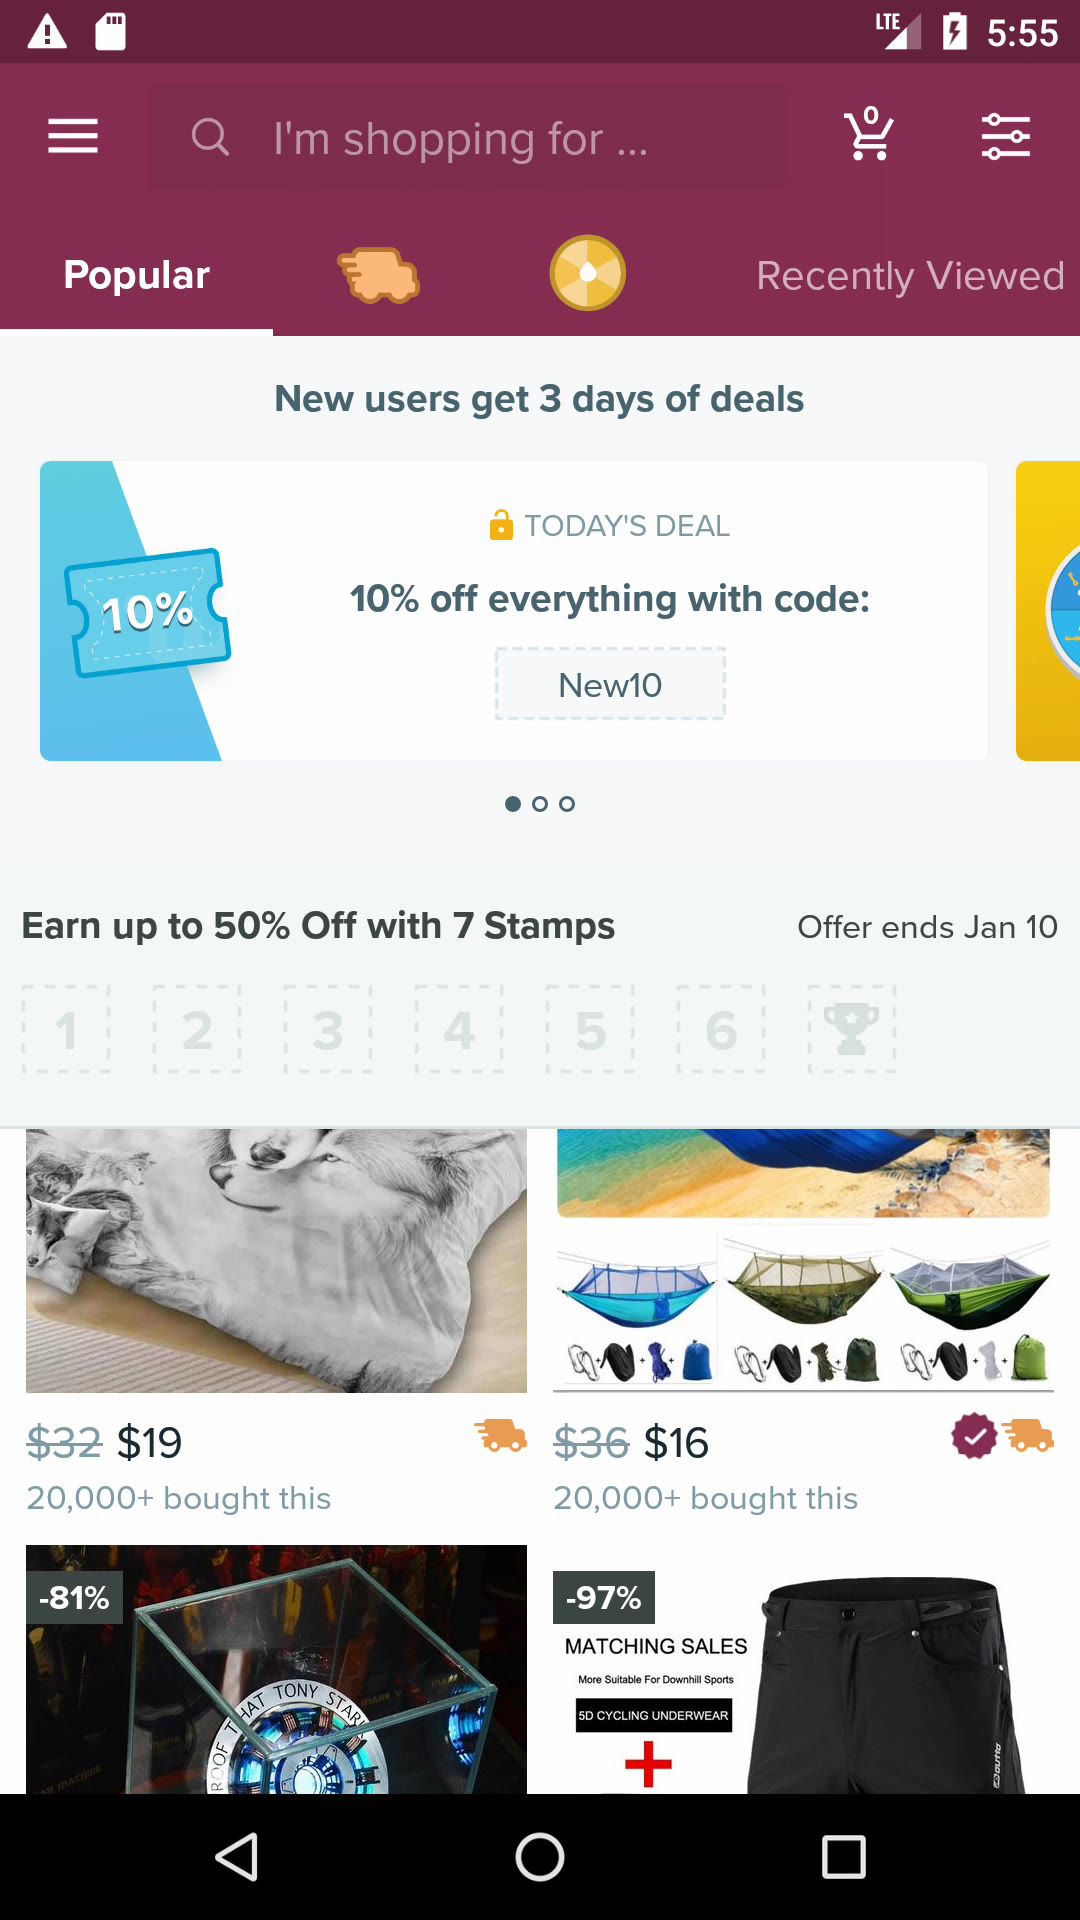 LTE 5:55
I'm shopping for ...
0
Popular
Recently Viewed
New users get 3 days of deals
TODAY'S DEAL
10%
10% off everything with code:
New10
Earn up to 50% Off with 7 Stamps
Offer ends Jan 10
1 2 3 4 5 6
$32 $19
20,000+ bought this
$36 $16
20,000+ bought this
-81%
THAT TONY STARK
-97%
MATCHING SALES
More Suitable For Downhill Sports
5D CYCLING UNDERWEAR